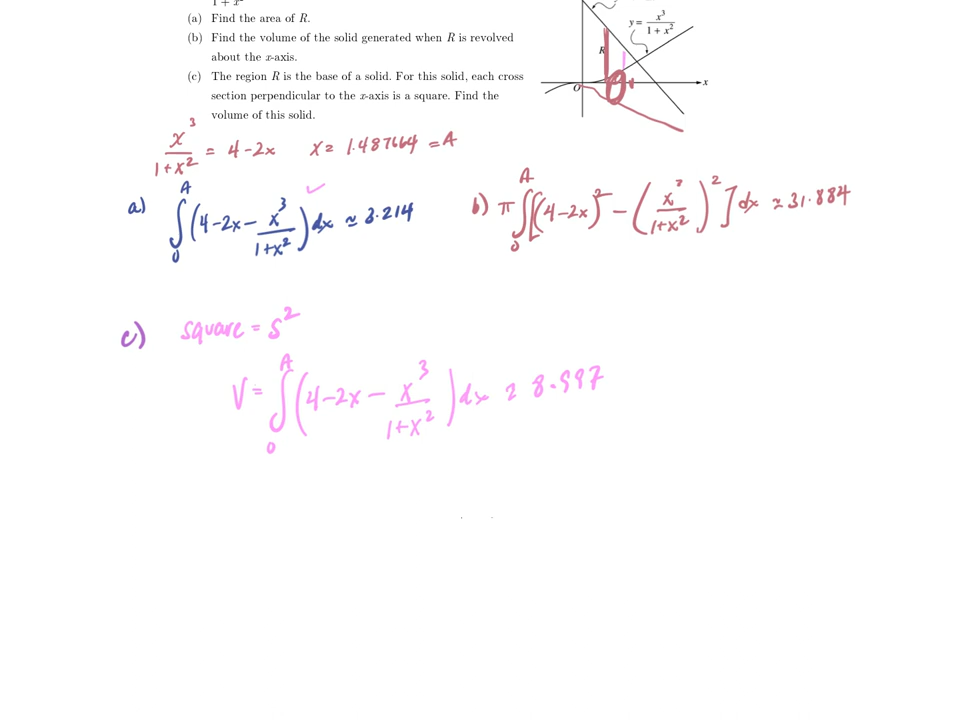 1 + x²
(a) Find the area of R.
(b) Find the volume of the solid generated when R is revolved
about the x-axis.
(c) The region R is the base of a solid. For this solid, each cross
section perpendicular to the x-axis is a square. Find the
volume of this solid.
y = x³/(1 + x²)
R
O
x
x³/(1+x²) = 4-2x x = 1.487664 = A
a) ∫₀ᴬ (4-2x - x³/(1+x²)) dx ≈ 3.214 ✓
b) π ∫₀ᴬ [(4-2x)² - (x³/(1+x²))²] dx ≈ 31.884
c) square = s²
V = ∫₀ᴬ (4-2x - x³/(1+x²)) dx ≈ 8.997